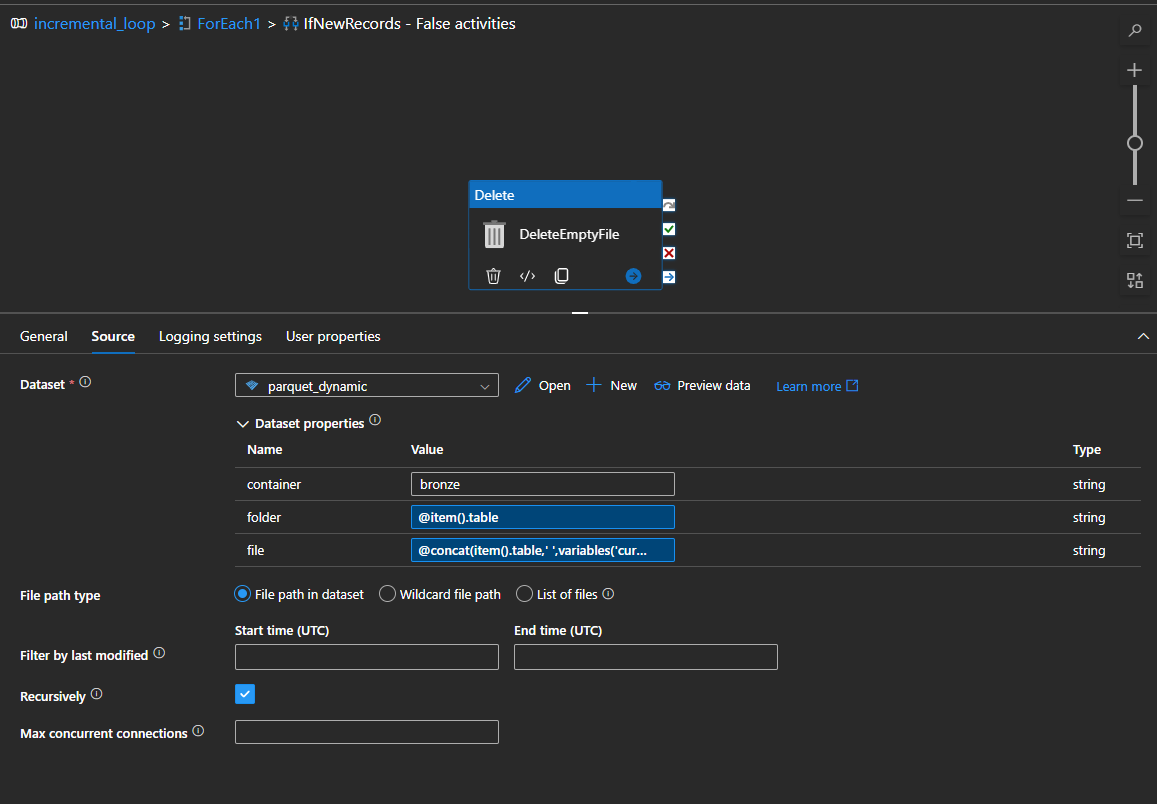 incremental_loop > ForEach1 > IfNewRecords - False activities
Delete
DeleteEmptyFile
General Source Logging settings User properties
Dataset * parquet_dynamic Open New Preview data Learn more
Dataset properties
Name Value Type
container bronze string
folder @item().table string
file @concat(item().table,'_',variables('cur... string
File path type File path in dataset Wildcard file path List of files
Start time (UTC) End time (UTC)
Filter by last modified
Recursively
Max concurrent connections